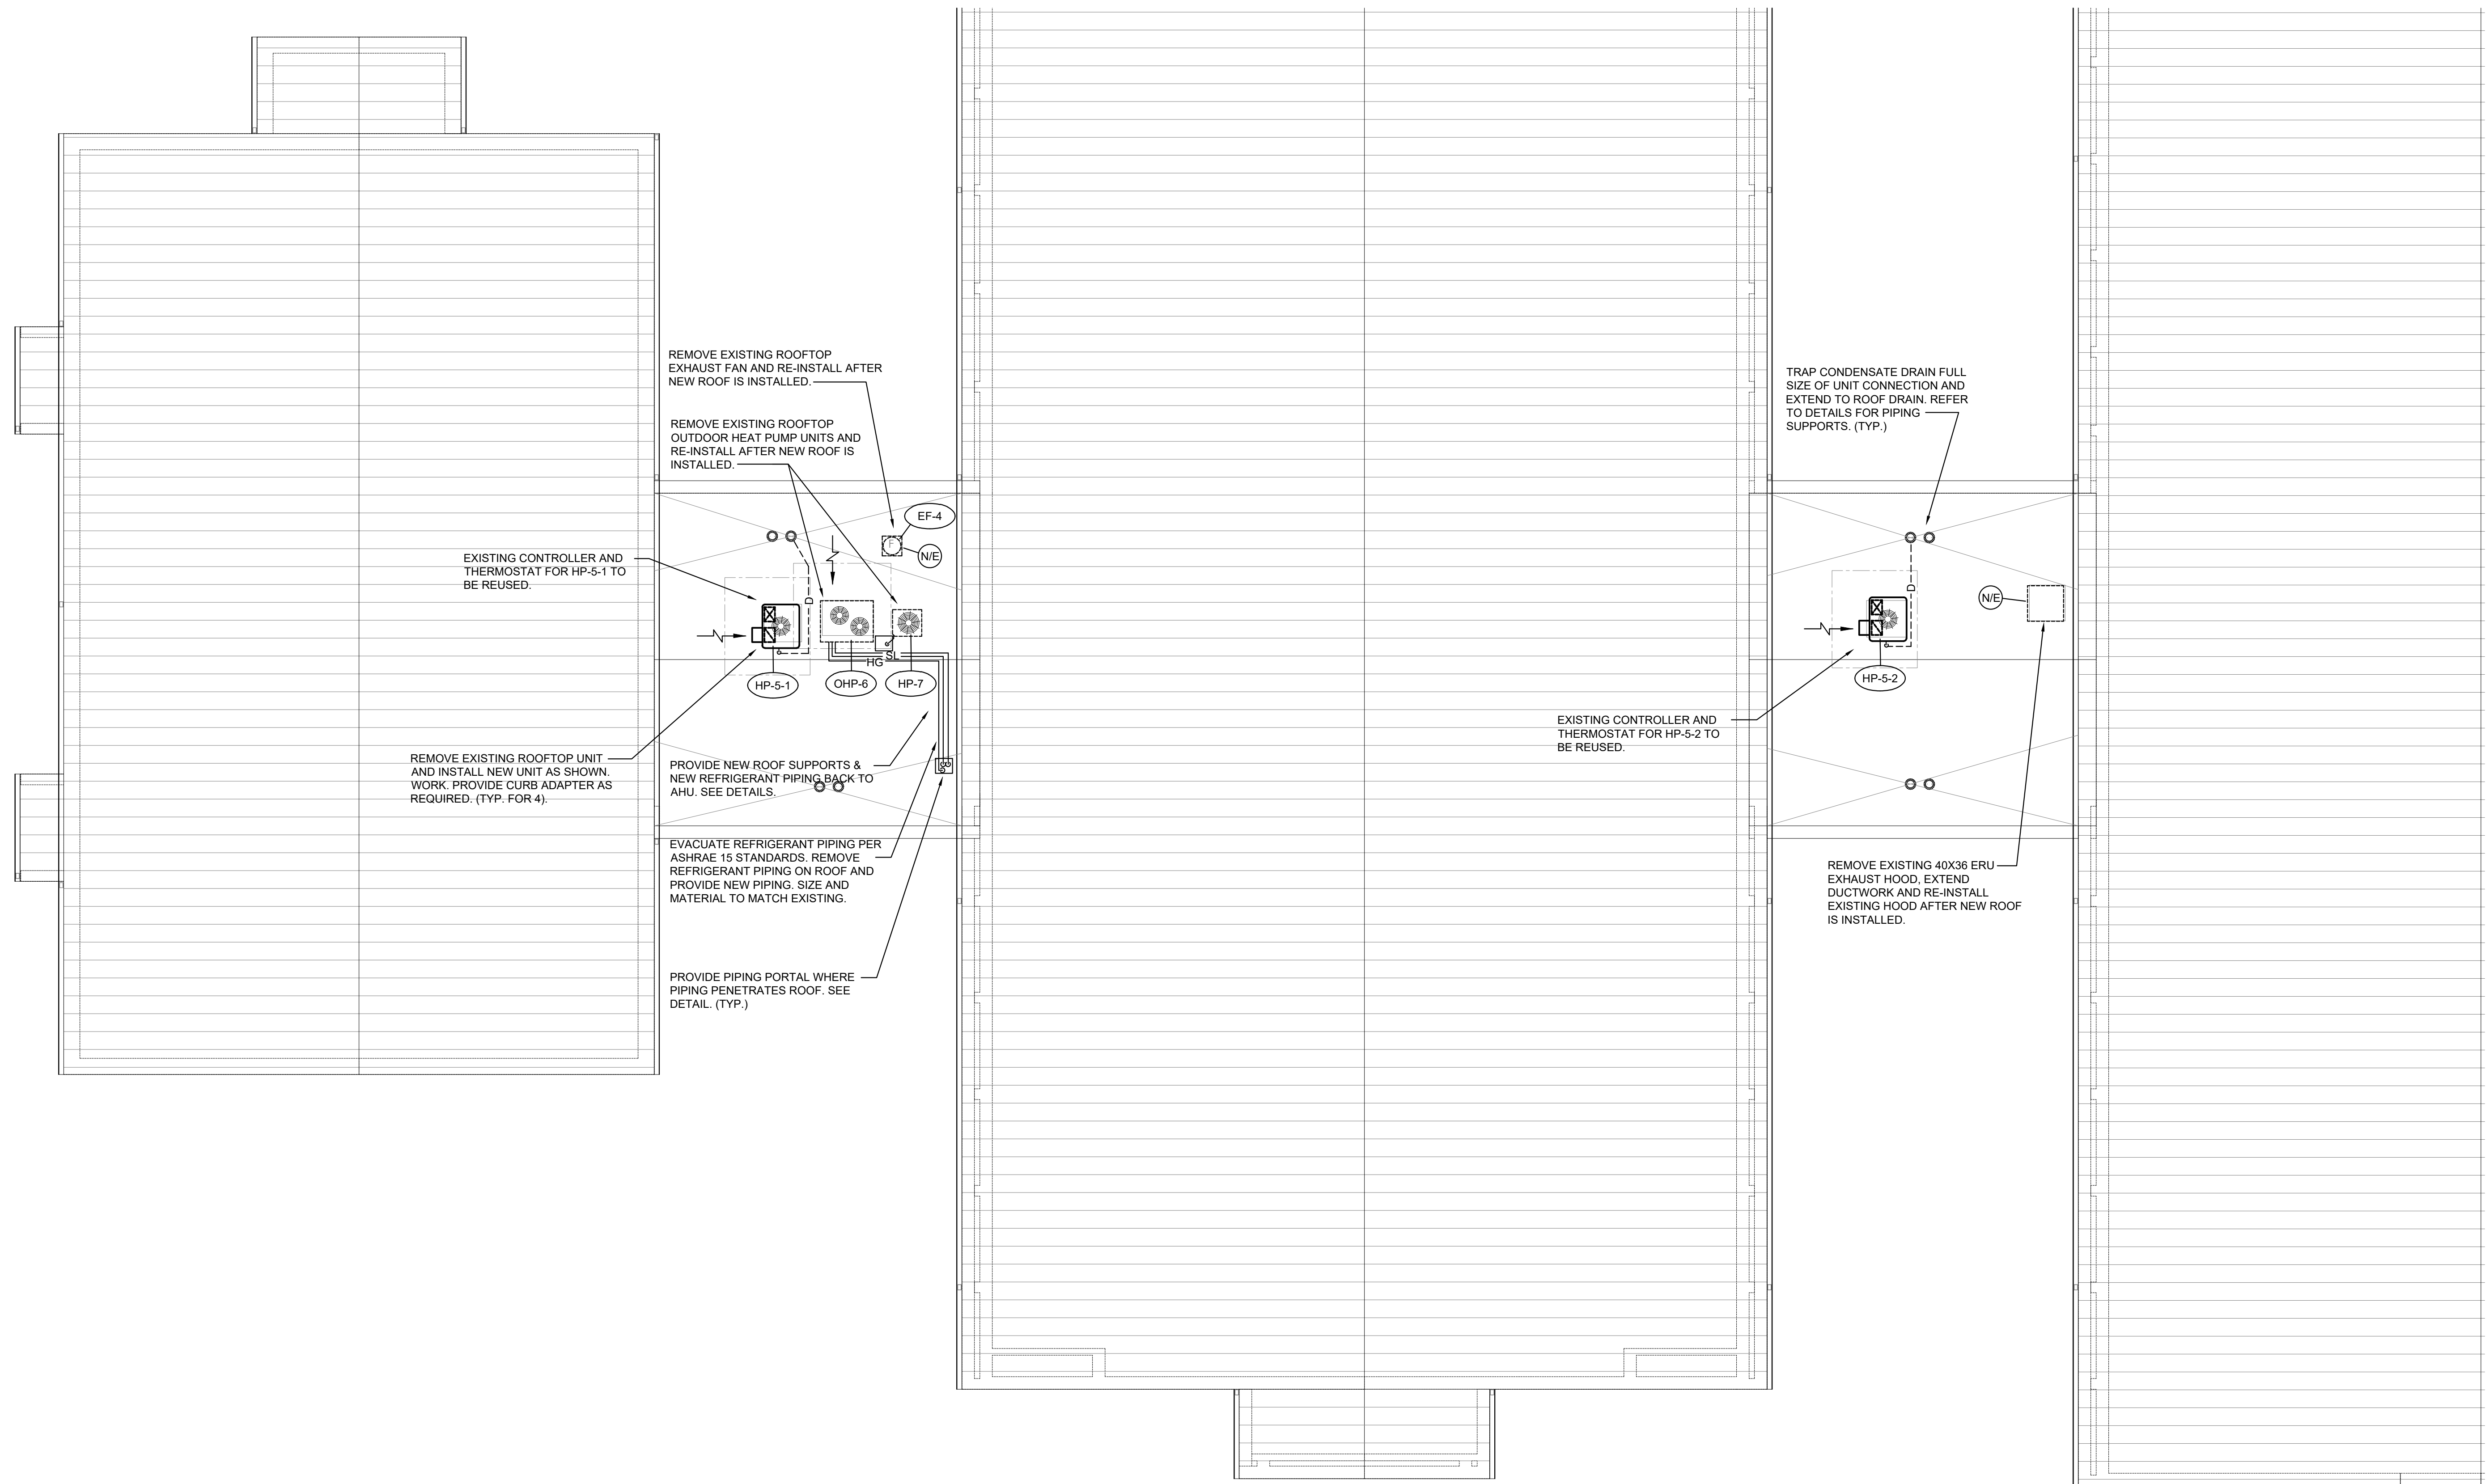 REMOVE EXISTING ROOFTOP
EXHAUST FAN AND RE-INSTALL AFTER
NEW ROOF IS INSTALLED.
REMOVE EXISTING ROOFTOP
OUTDOOR HEAT PUMP UNITS AND
RE-INSTALL AFTER NEW ROOF IS
INSTALLED.
EF-4
F
N/E
EXISTING CONTROLLER AND
THERMOSTAT FOR HP-5-1 TO
BE REUSED.
D
SL
HG
HP-5-1
OHP-6
HP-7
REMOVE EXISTING ROOFTOP UNIT
AND INSTALL NEW UNIT AS SHOWN.
WORK. PROVIDE CURB ADAPTER AS
REQUIRED. (TYP. FOR 4).
PROVIDE NEW ROOF SUPPORTS &
NEW REFRIGERANT PIPING BACK TO
AHU. SEE DETAILS.
EVACUATE REFRIGERANT PIPING PER
ASHRAE 15 STANDARDS. REMOVE
REFRIGERANT PIPING ON ROOF AND
PROVIDE NEW PIPING. SIZE AND
MATERIAL TO MATCH EXISTING.
PROVIDE PIPING PORTAL WHERE
PIPING PENETRATES ROOF. SEE
DETAIL. (TYP.)
TRAP CONDENSATE DRAIN FULL
SIZE OF UNIT CONNECTION AND
EXTEND TO ROOF DRAIN. REFER
TO DETAILS FOR PIPING
SUPPORTS. (TYP.)
D
N/E
HP-5-2
EXISTING CONTROLLER AND
THERMOSTAT FOR HP-5-2 TO
BE REUSED.
REMOVE EXISTING 40X36 ERU
EXHAUST HOOD, EXTEND
DUCTWORK AND RE-INSTALL
EXISTING HOOD AFTER NEW ROOF
IS INSTALLED.